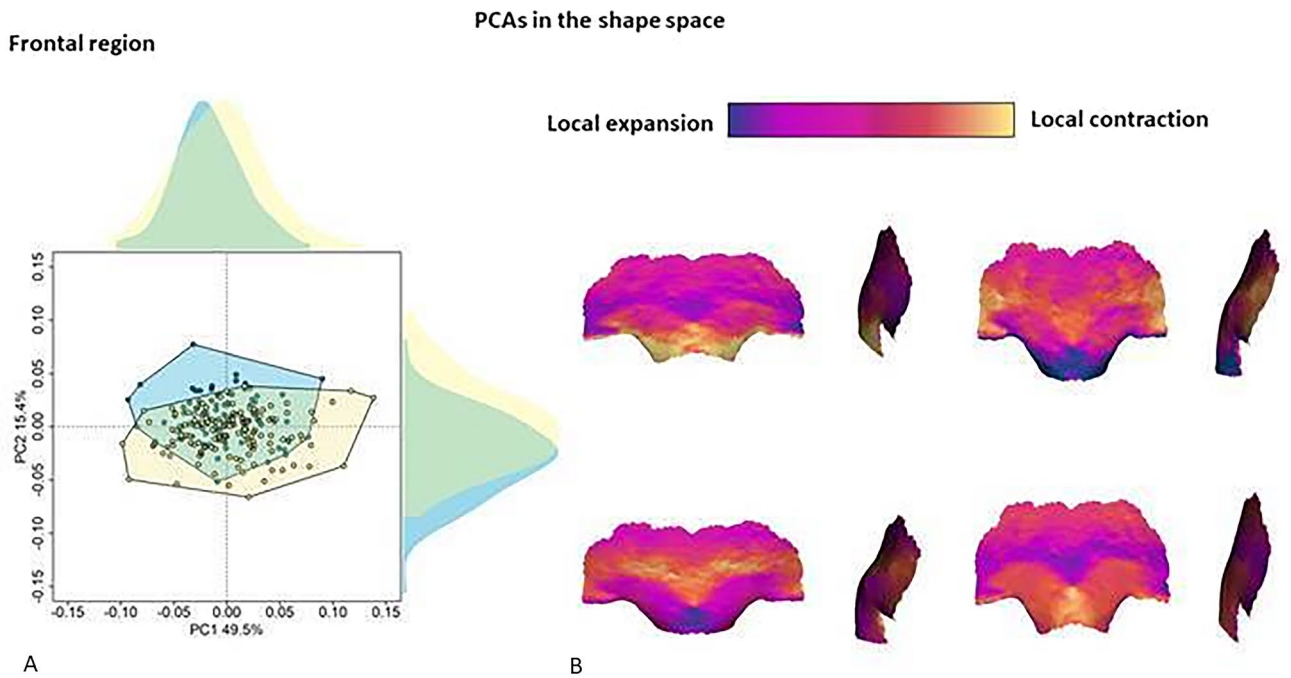 PCAs in the shape space
Frontal region
Local expansion
Local contraction
0.15
0.10
0.05
0.00
-0.05
-0.10
-0.15
PC2 15.4%
-0.15
-0.10
-0.05
0.00
0.05
0.10
0.15
PC1 49.5%
A
B